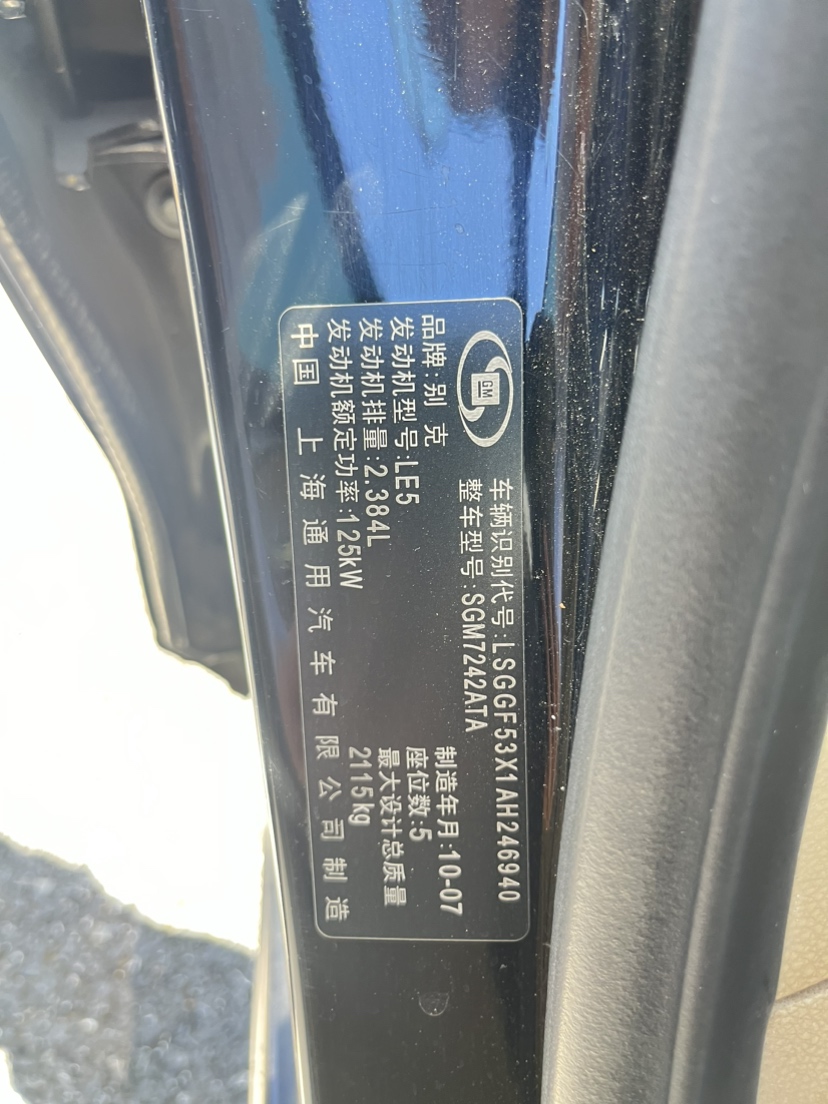 GM
车辆识别代号:LSGGF53X1AH246940
整车型号:SGM7242ATA
品牌:别克
制造年月:10-07
发动机型号:LE5
座位数:5
发动机排量:2.384L
最大设计总质量
发动机额定功率:125kW
2115kg
中国 上海通用汽车有限公司制造